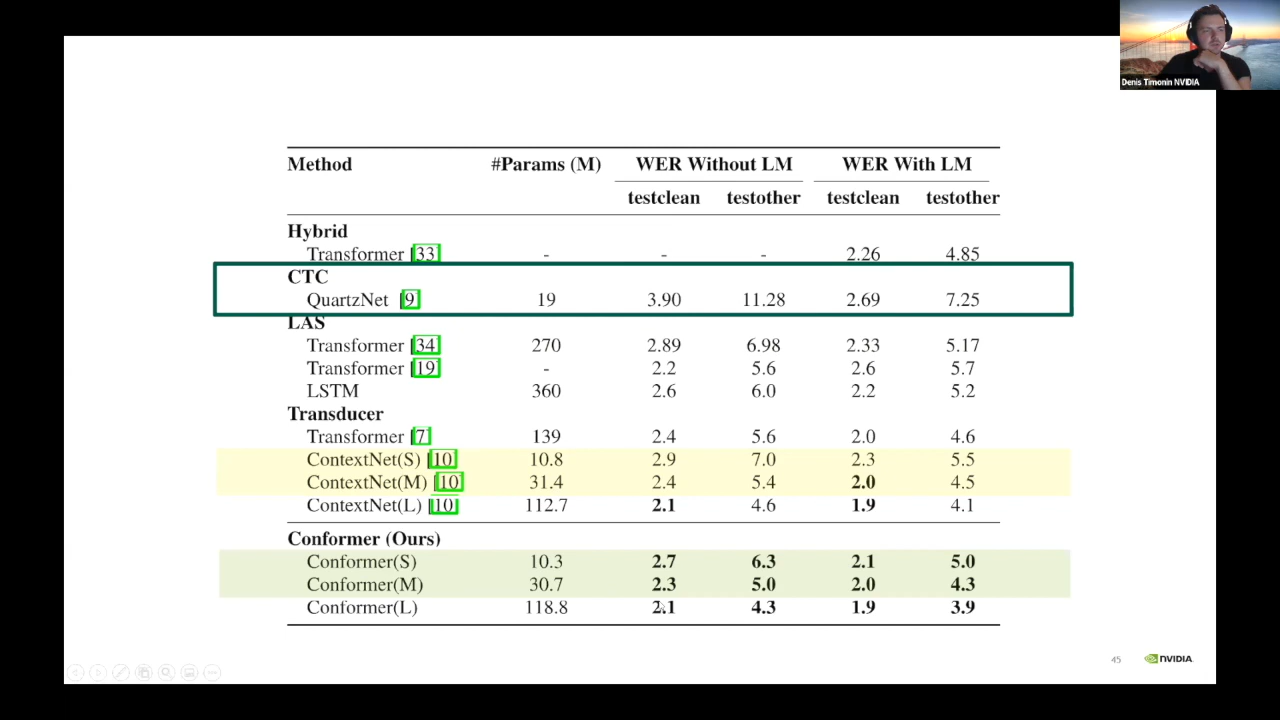 Denis Timonin NVIDIA
Method #Params (M) WER Without LM WER With LM
testclean testother testclean testother
Hybrid
Transformer [33] - - - 2.26 4.85
CTC
QuartzNet [9] 19 3.90 11.28 2.69 7.25
LAS
Transformer [34] 270 2.89 6.98 2.33 5.17
Transformer [19] - 2.2 5.6 2.6 5.7
LSTM 360 2.6 6.0 2.2 5.2
Transducer
Transformer [7] 139 2.4 5.6 2.0 4.6
ContextNet(S) [10] 10.8 2.9 7.0 2.3 5.5
ContextNet(M) [10] 31.4 2.4 5.4 2.0 4.5
ContextNet(L) [10] 112.7 2.1 4.6 1.9 4.1
Conformer (Ours)
Conformer(S) 10.3 2.7 6.3 2.1 5.0
Conformer(M) 30.7 2.3 5.0 2.0 4.3
Conformer(L) 118.8 2.1 4.3 1.9 3.9
45 NVIDIA